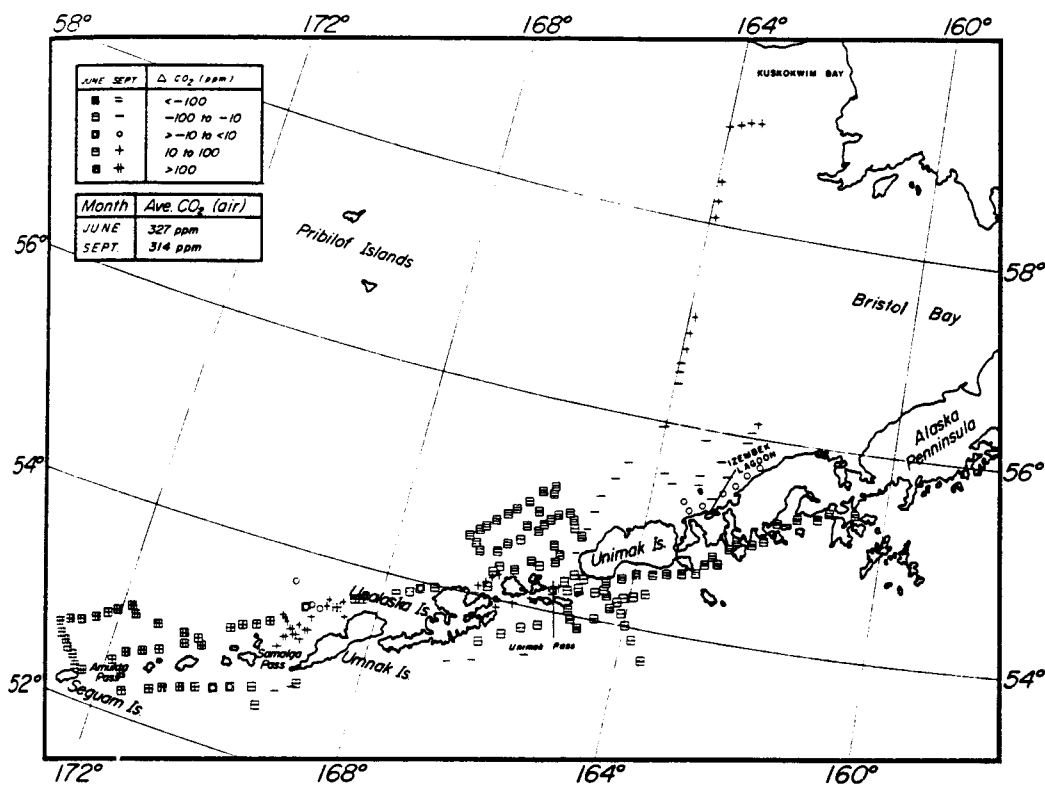 58°
172°
168°
164°
160°
KUSKOKWIM BAY
JUNE SEPT. Δ CO₂ (ppm)
= <-100
- -100 to -10
o >-10 to <10
+ 10 to 100
‡ >100
Month Ave. CO₂ (air)
JUNE 327 ppm
SEPT. 314 ppm
Pribilof Islands
56°
58°
Bristol Bay
Alaska
Penninsula
IZEMBEK
LAGOON
54°
56°
Unimak Is.
Unalaska Is.
Unimak Pass
Samalga
Pass
Umnak Is.
Amukta
Pass
Seguam Is.
52°
54°
172°
168°
164°
160°